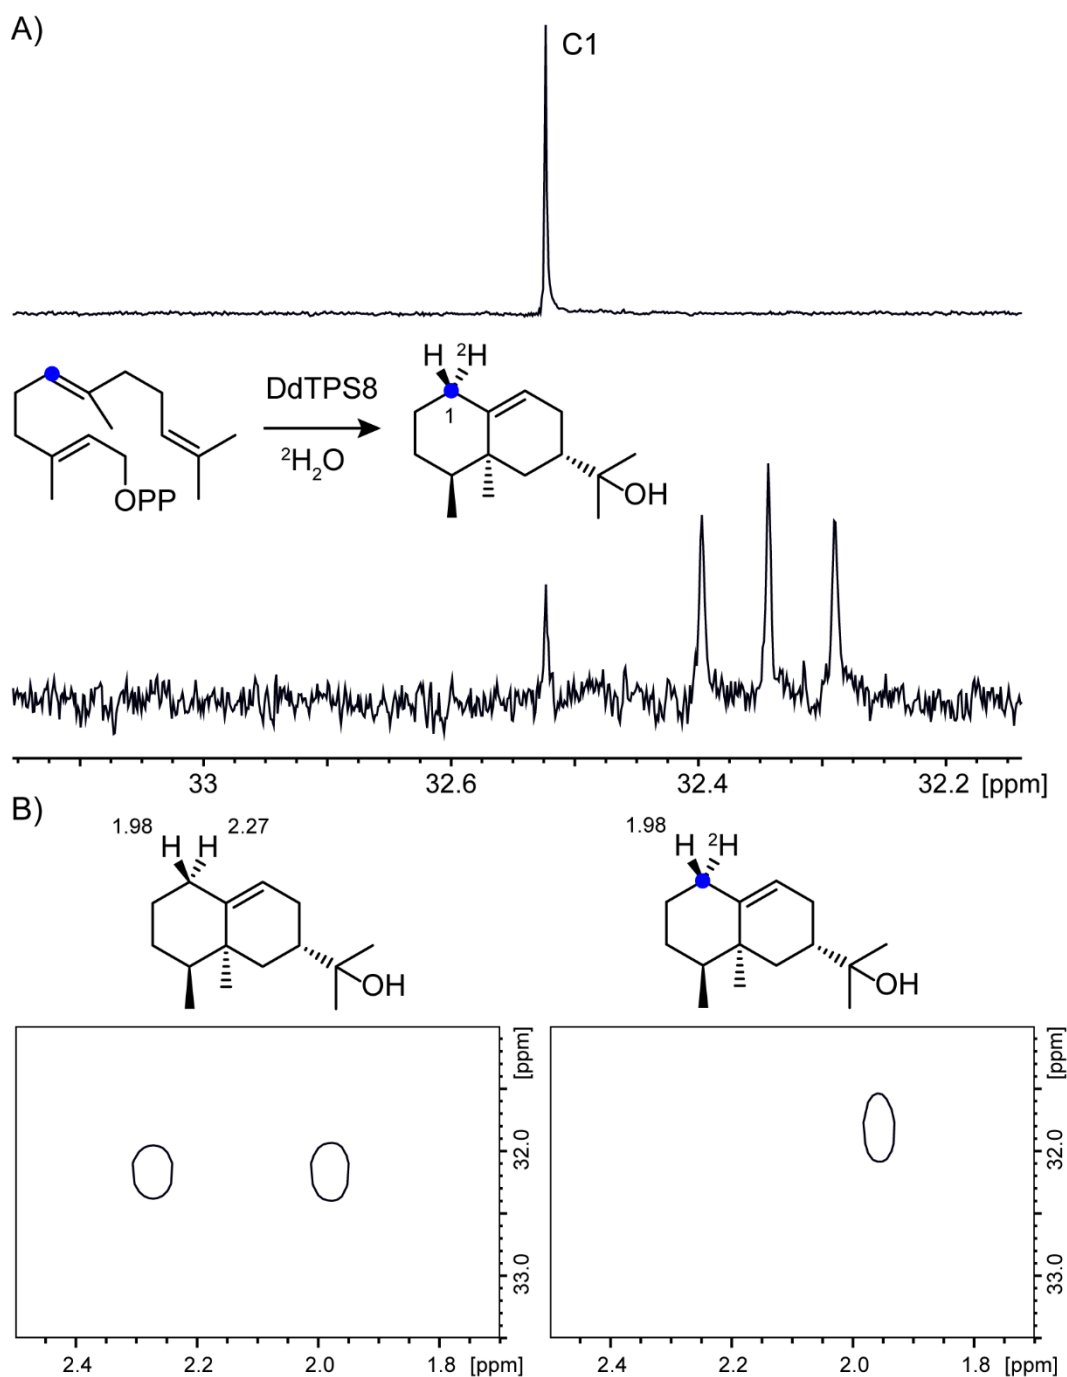 A)
C1
H ²H
1
DdTPS8
²H₂O
OPP
OH
33 32.6 32.4 32.2 [ppm]
B)
1.98 H H 2.27
1.98 H ²H
OH
OH
[ppm]
32.0
33.0
[ppm]
32.0
33.0
2.4 2.2 2.0 1.8 [ppm]
2.4 2.2 2.0 1.8 [ppm]